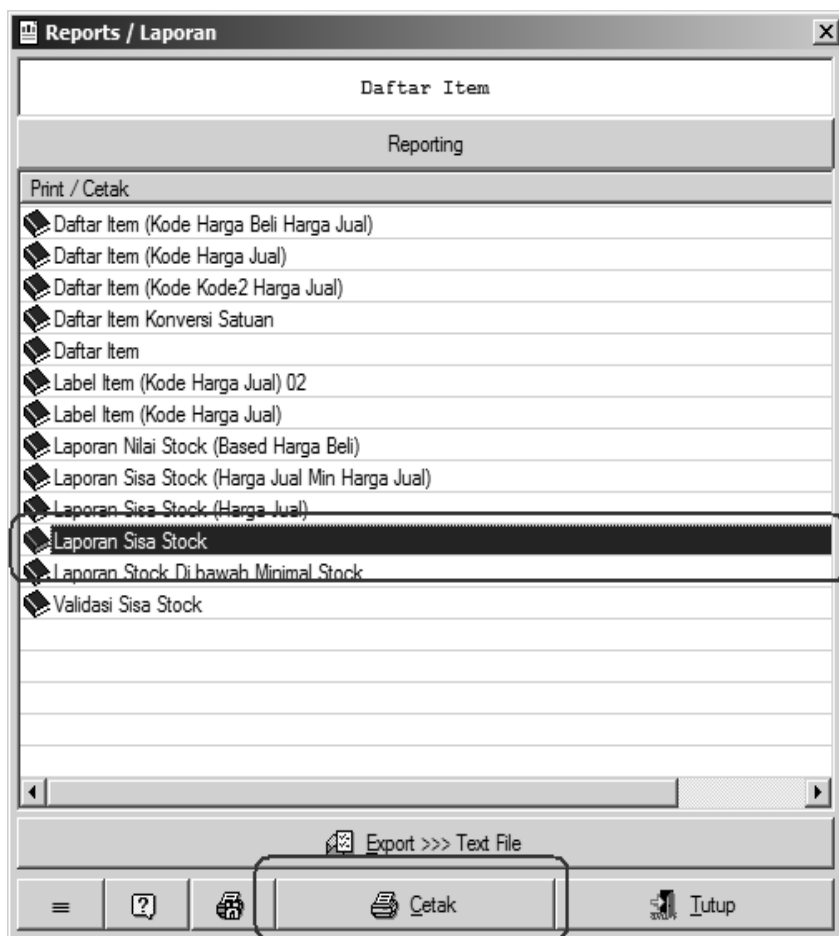 Reports / Laporan
Daftar Item
Reporting
Print / Cetak
Daftar Item (Kode Harga Beli Harga Jual)
Daftar Item (Kode Harga Jual)
Daftar Item (Kode Kode2 Harga Jual)
Daftar Item Konversi Satuan
Daftar Item
Label Item (Kode Harga Jual) 02
Label Item (Kode Harga Jual)
Laporan Nilai Stock (Based Harga Beli)
Laporan Sisa Stock (Harga Jual Min Harga Jual)
Laporan Sisa Stock (Harga Jual)
Laporan Sisa Stock
Laporan Stock Di bawah Minimal Stock
Validasi Sisa Stock
Export >>> Text File
Cetak Tutup